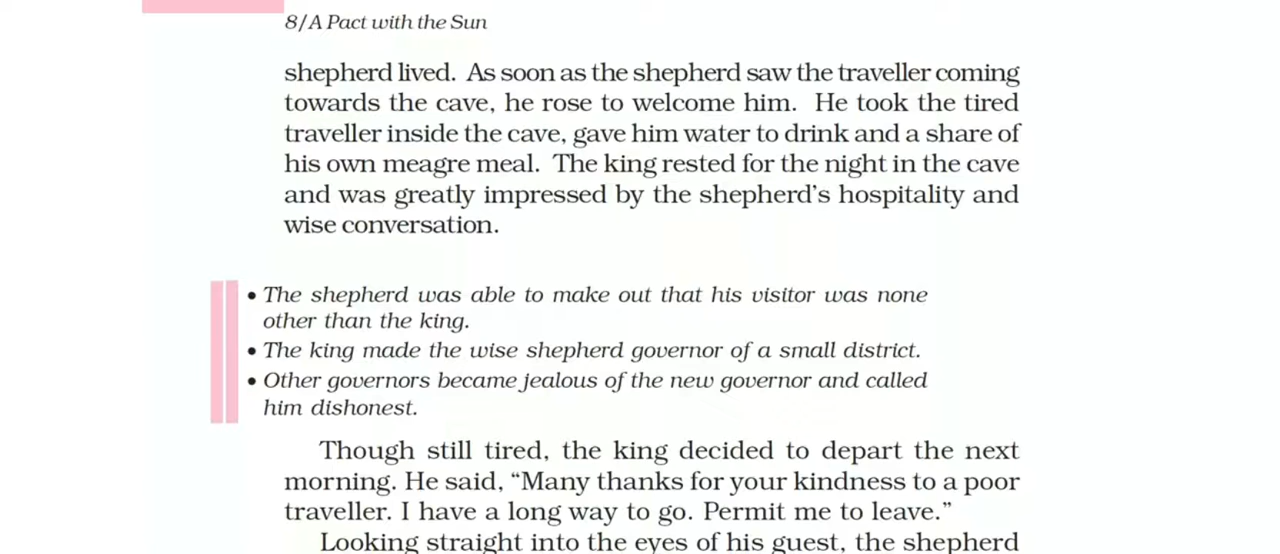 8/A Pact with the Sun
shepherd lived. As soon as the shepherd saw the traveller coming
towards the cave, he rose to welcome him. He took the tired
traveller inside the cave, gave him water to drink and a share of
his own meagre meal. The king rested for the night in the cave
and was greatly impressed by the shepherd's hospitality and
wise conversation.
• The shepherd was able to make out that his visitor was none
other than the king.
• The king made the wise shepherd governor of a small district.
• Other governors became jealous of the new governor and called
him dishonest.
Though still tired, the king decided to depart the next
morning. He said, “Many thanks for your kindness to a poor
traveller. I have a long way to go. Permit me to leave.”
Looking straight into the eyes of his guest, the shepherd